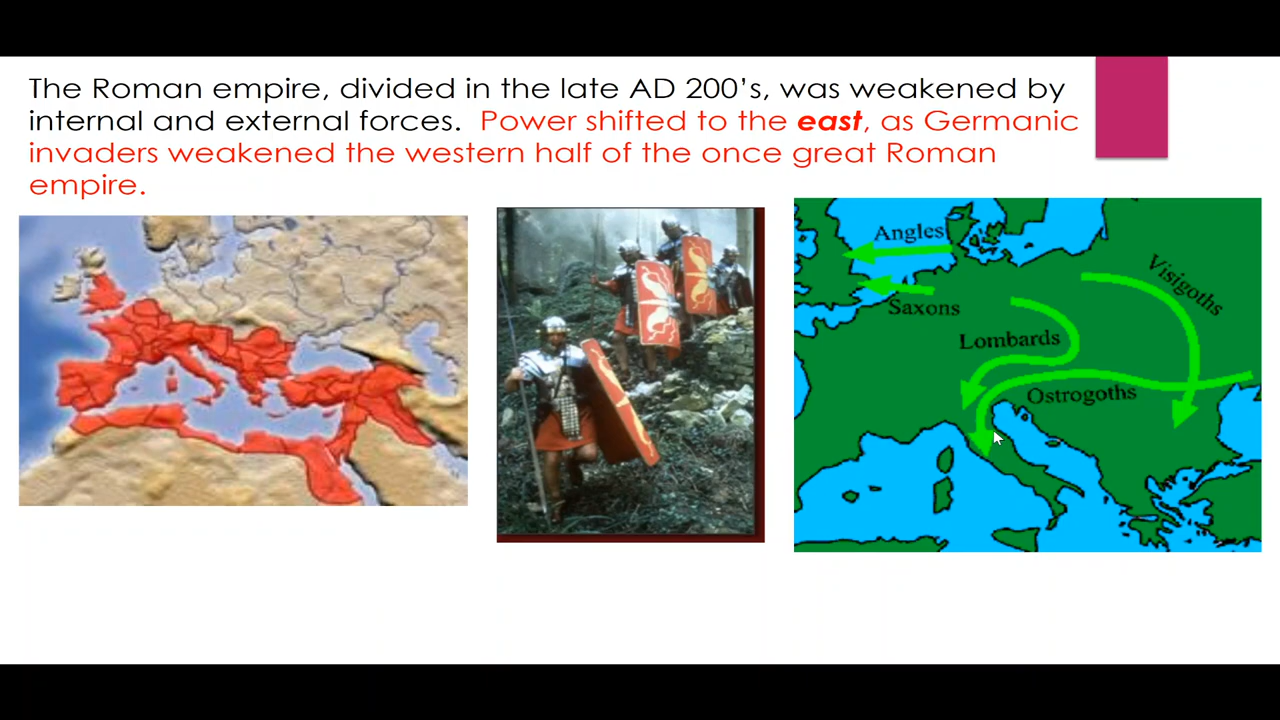 The Roman empire, divided in the late AD 200's, was weakened by
internal and external forces.  Power shifted to the east, as Germanic
invaders weakened the western half of the once great Roman
empire.
Angles
Saxons
Visigoths
Lombards
Ostrogoths